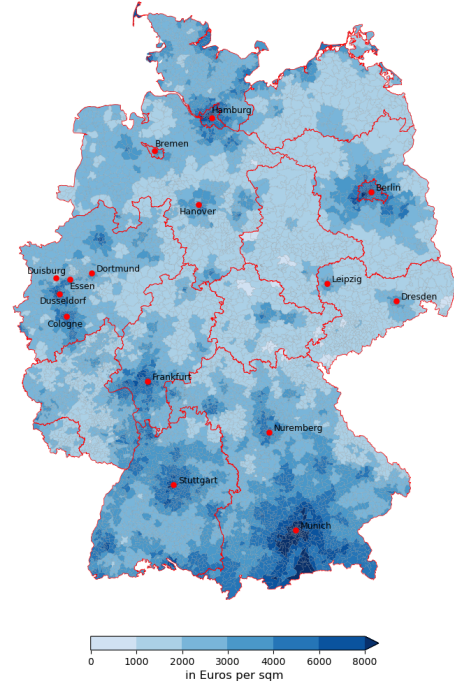 Hamburg
Bremen
Berlin
Hanover
Duisburg
Dortmund
Essen
Dusseldorf
Cologne
Leipzig
Dresden
Frankfurt
Nuremberg
Stuttgart
Munich
0 1000 2000 3000 4000 6000 8000
in Euros per sqm